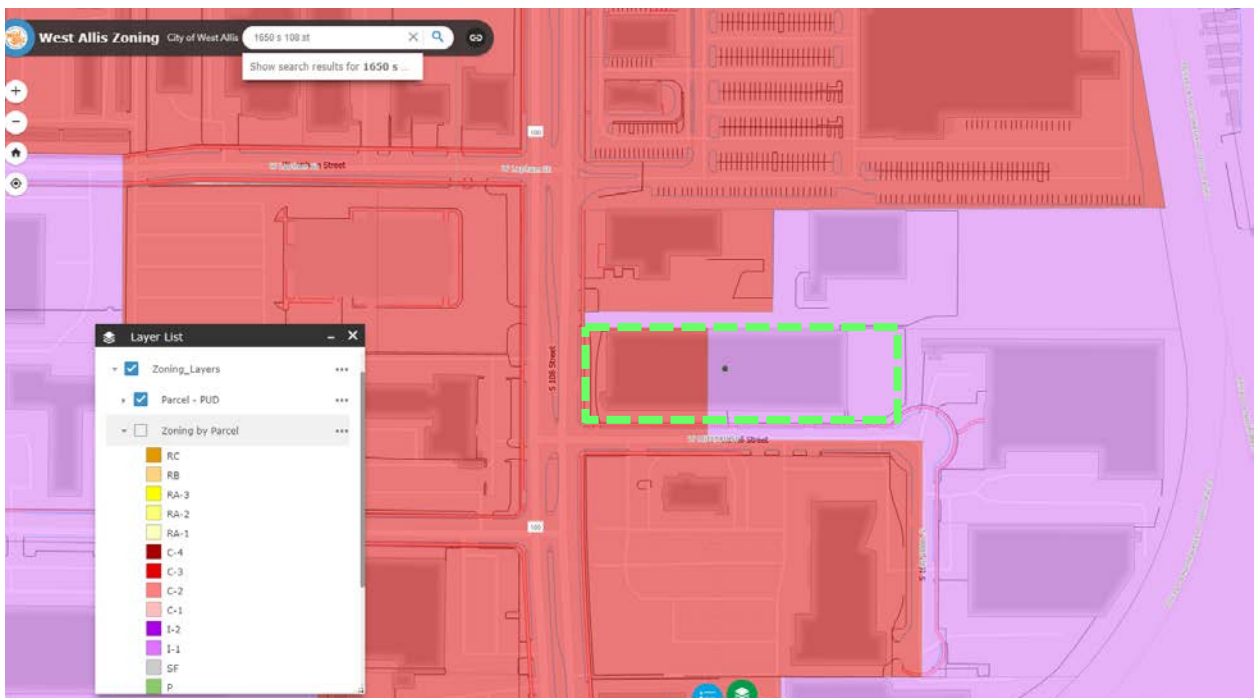 West Allis Zoning City of West Allis 1650 s 108 st
Show search results for 1650 s ...
100
W Lapham St
Street
S 108 Street
Street
100
Layer List
Zoning_Layers
Parcel - PUD
Zoning by Parcel
RC
RB
RA-3
RA-2
RA-1
C-4
C-3
C-2
C-1
I-2
I-1
SF
P